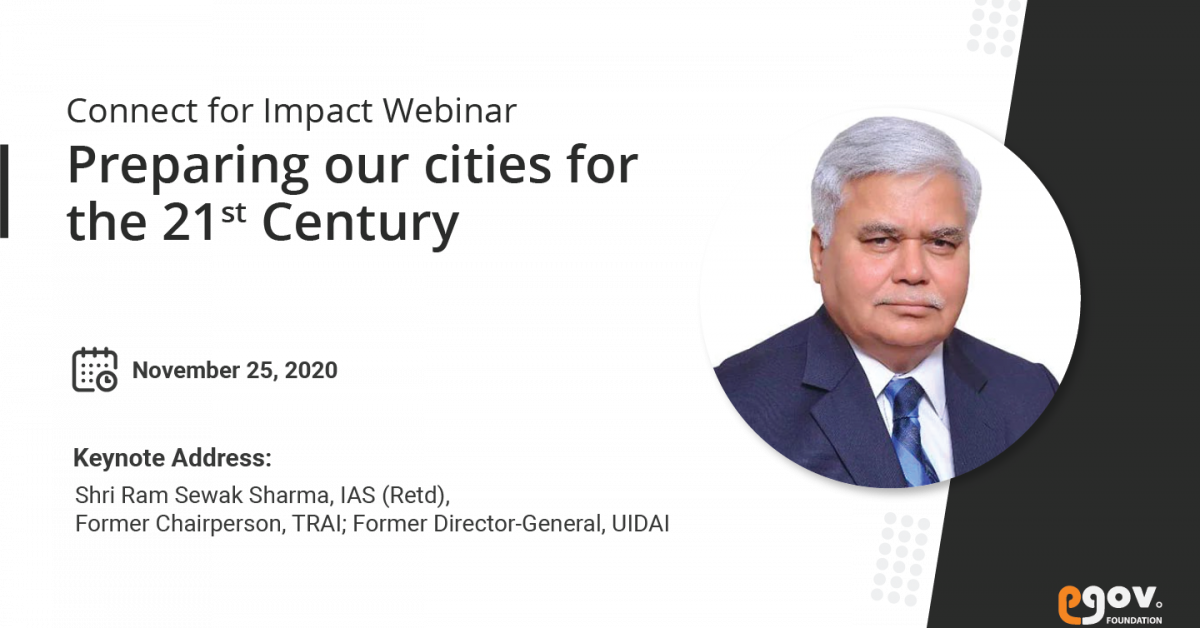 Connect for Impact Webinar
Preparing our cities for
the 21st Century
November 25, 2020
Keynote Address:
Shri Ram Sewak Sharma, IAS (Retd),
Former Chairperson, TRAI; Former Director-General, UIDAI
egov.
FOUNDATION